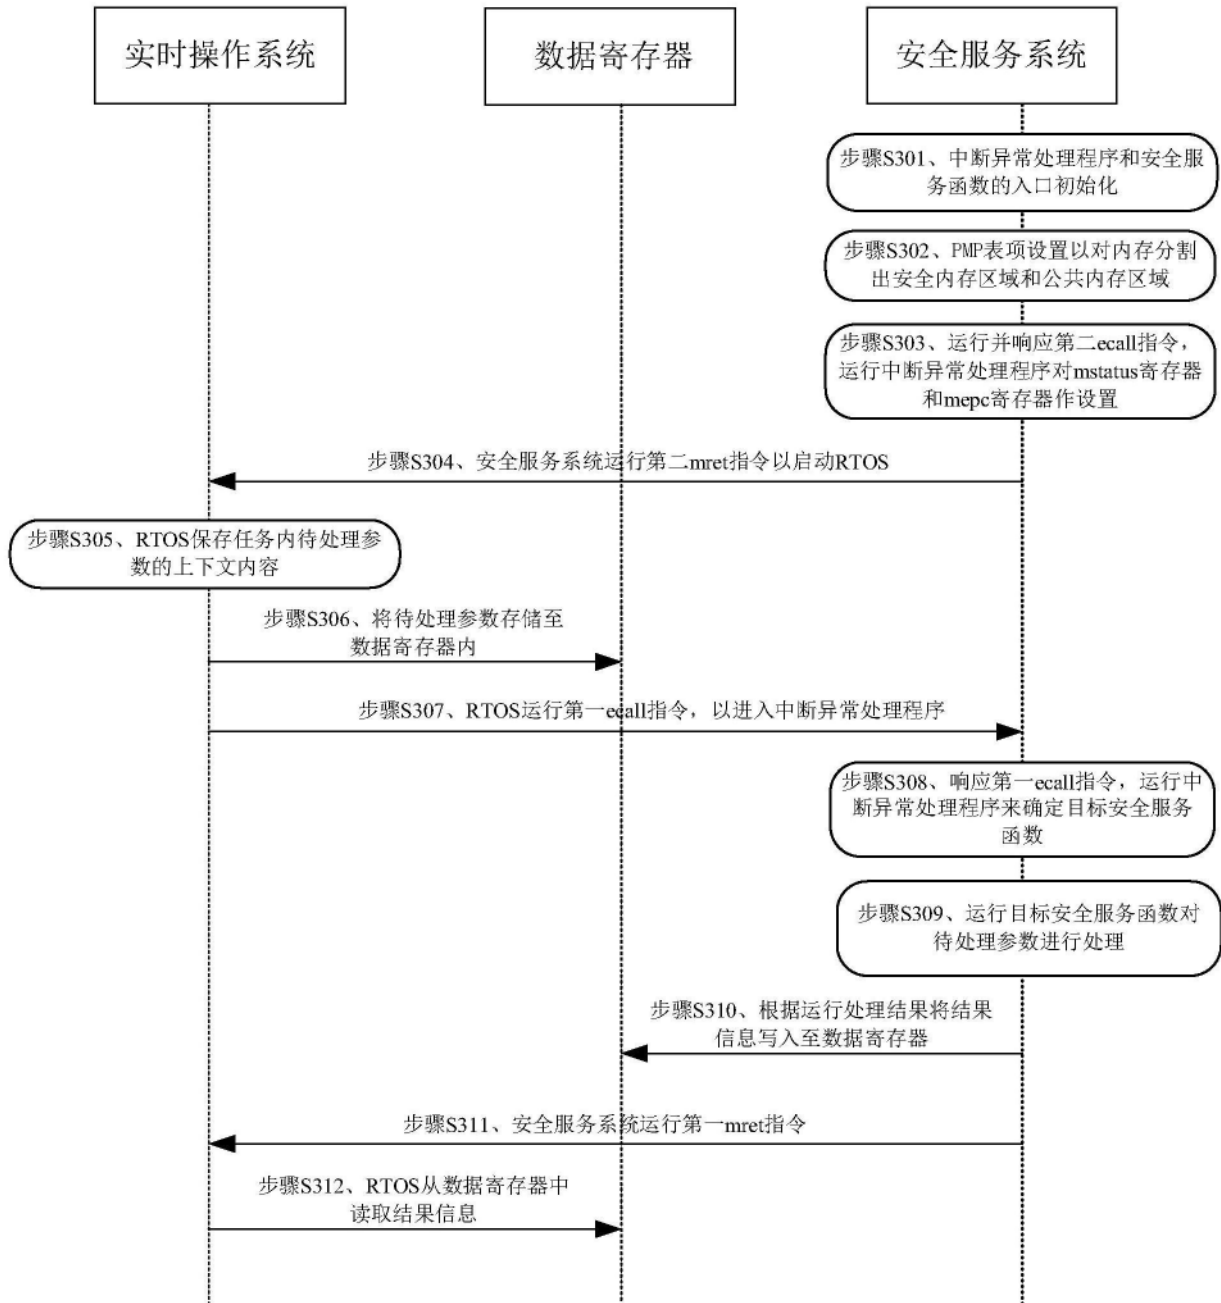 实时操作系统
数据寄存器
安全服务系统
步骤S301、中断异常处理程序和安全服
务函数的入口初始化
步骤S302、PMP表项设置以对内存分割
出安全内存区域和公共内存区域
步骤S303、运行并响应第二ecall指令，
运行中断异常处理程序对mstatus寄存器
和mepc寄存器作设置
步骤S304、安全服务系统运行第二mret指令以启动RTOS
步骤S305、RTOS保存任务内待处理参
数的上下文内容
步骤S306、将待处理参数存储至
数据寄存器内
步骤S307、RTOS运行第一ecall指令，以进入中断异常处理程序
步骤S308、响应第一ecall指令，运行中
断异常处理程序来确定目标安全服务
函数
步骤S309、运行目标安全服务函数对
待处理参数进行处理
步骤S310、根据运行处理结果将结果
信息写入至数据寄存器
步骤S311、安全服务系统运行第一mret指令
步骤S312、RTOS从数据寄存器中
读取结果信息